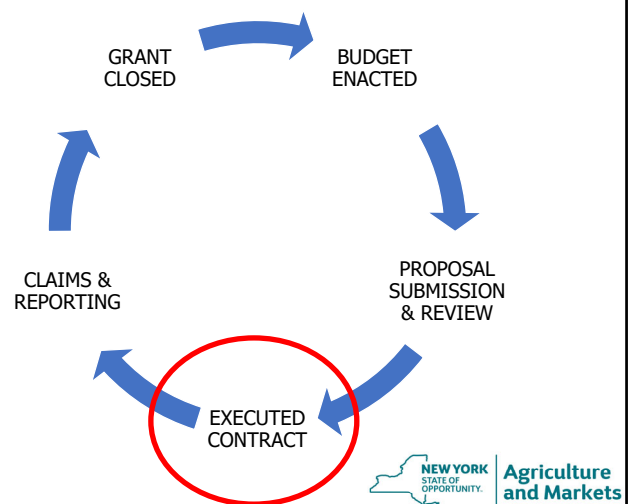 GRANT
CLOSED
BUDGET
ENACTED
PROPOSAL
SUBMISSION
& REVIEW
EXECUTED
CONTRACT
CLAIMS &
REPORTING
NEW YORK
STATE OF
OPPORTUNITY.
Agriculture
and Markets